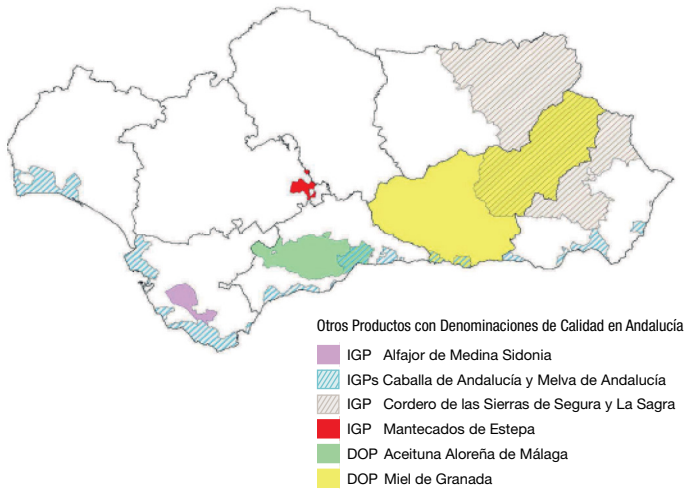 Otros Productos con Denominaciones de Calidad en Andalucía
IGP Alfajor de Medina Sidonia
IGPs Caballa de Andalucía y Melva de Andalucía
IGP Cordero de las Sierras de Segura y La Sagra
IGP Mantecados de Estepa
DOP Aceituna Aloreña de Málaga
DOP Miel de Granada